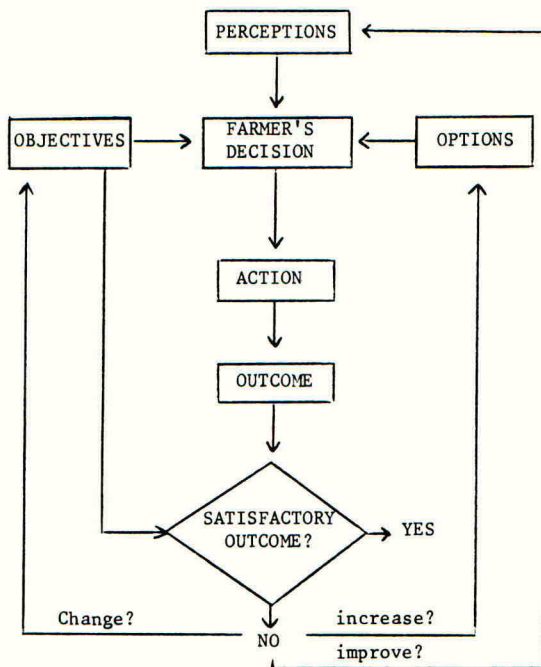 PERCEPTIONS
OBJECTIVES
FARMER'S
DECISION
OPTIONS
ACTION
OUTCOME
SATISFACTORY
OUTCOME?
YES
Change?
NO
increase?
improve?